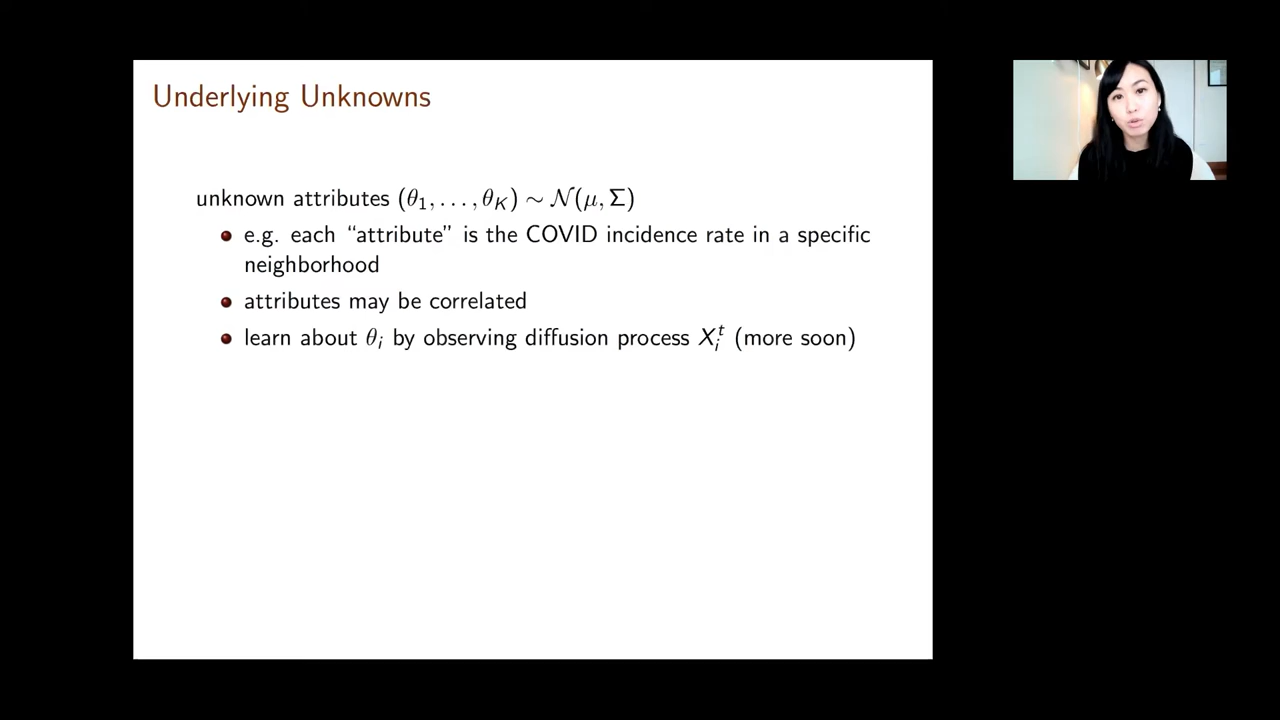 Underlying Unknowns
unknown attributes (θ₁, . . . , θ_K) ∼ 𝒩(μ, Σ)
e.g. each “attribute” is the COVID incidence rate in a specific
neighborhood
attributes may be correlated
learn about θᵢ by observing diffusion process Xᵢᵗ (more soon)